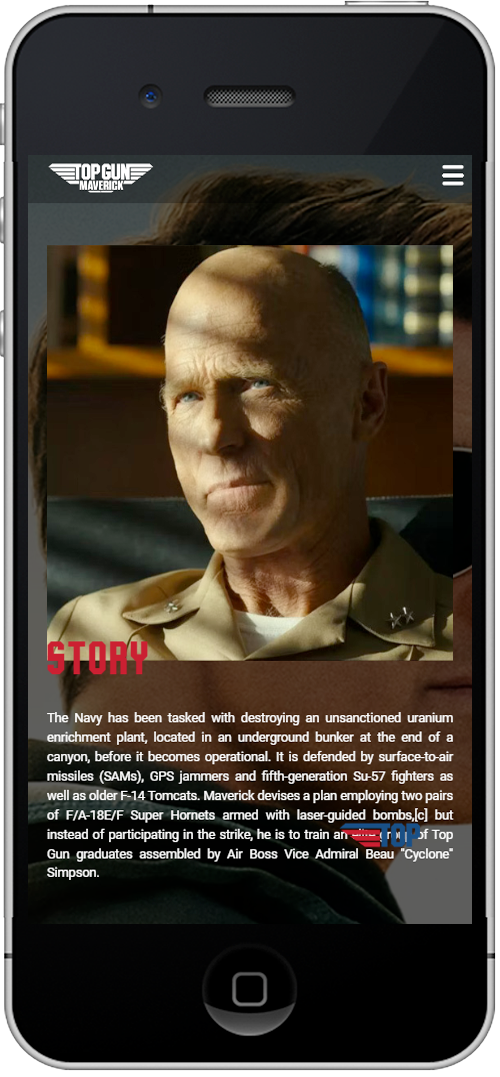 TOP GUN
MAVERICK
STORY
The Navy has been tasked with destroying an unsanctioned uranium
enrichment plant, located in an underground bunker at the end of a
canyon, before it becomes operational. It is defended by surface-to-air
missiles (SAMs), GPS jammers and fifth-generation Su-57 fighters as
well as older F-14 Tomcats. Maverick devises a plan employing two pairs
of F/A-18E/F Super Hornets armed with laser-guided bombs,[c] but
instead of participating in the strike, he is to train an elite group of Top
Gun graduates assembled by Air Boss Vice Admiral Beau "Cyclone"
Simpson.
TOP